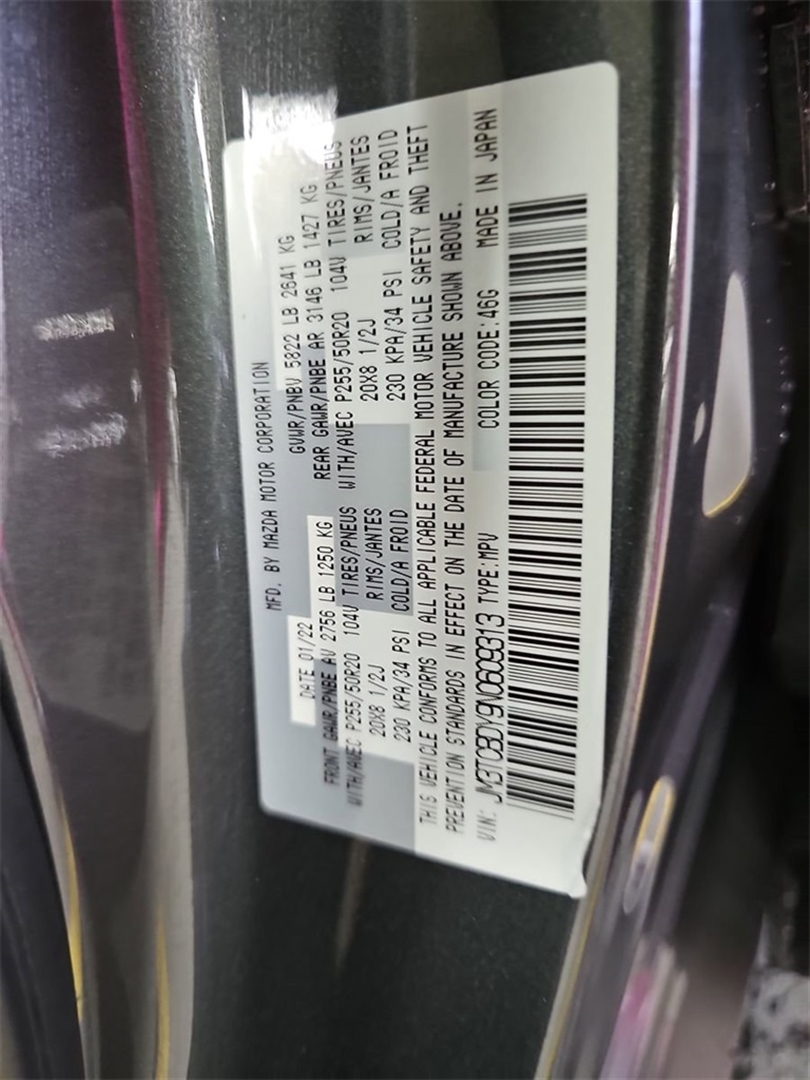 MFD. BY MAZDA MOTOR CORPORATION
DATE 01/22 GVWR/PNBV 5822 LB 2641 KG
FRONT GAWR/PNBE AV 2756 LB 1250 KG REAR GAWR/PNBE AR 3146 LB 1427 KG
WITH/AVEC P255/50R20 104V TIRES/PNEUS WITH/AVEC P255/50R20 104V TIRES/PNEUS
20X8 1/2J RIMS/JANTES 20X8 1/2J RIMS/JANTES
230 KPA/34 PSI COLD/A FROID 230 KPA/34 PSI COLD/A FROID
THIS VEHICLE CONFORMS TO ALL APPLICABLE FEDERAL MOTOR VEHICLE SAFETY AND THEFT
PREVENTION STANDARDS IN EFFECT ON THE DATE OF MANUFACTURE SHOWN ABOVE.
VIN: JM3TCBDY9N0609313 TYPE:MPV COLOR CODE:46G MADE IN JAPAN